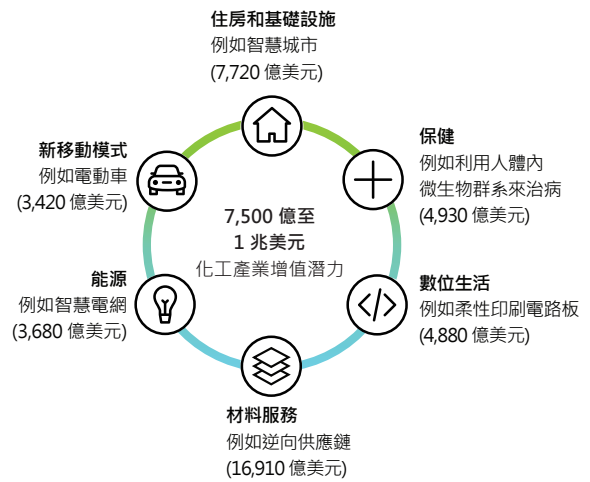 住房和基礎設施
例如智慧城市
(7,720 億美元)
保健
例如利用人體內
微生物群系來治病
(4,930 億美元)
數位生活
例如柔性印刷電路板
(4,880 億美元)
材料服務
例如逆向供應鏈
(16,910 億美元)
能源
例如智慧電網
(3,680 億美元)
新移動模式
例如電動車
(3,420 億美元)
7,500 億至
1 兆美元
化工產業增值潛力